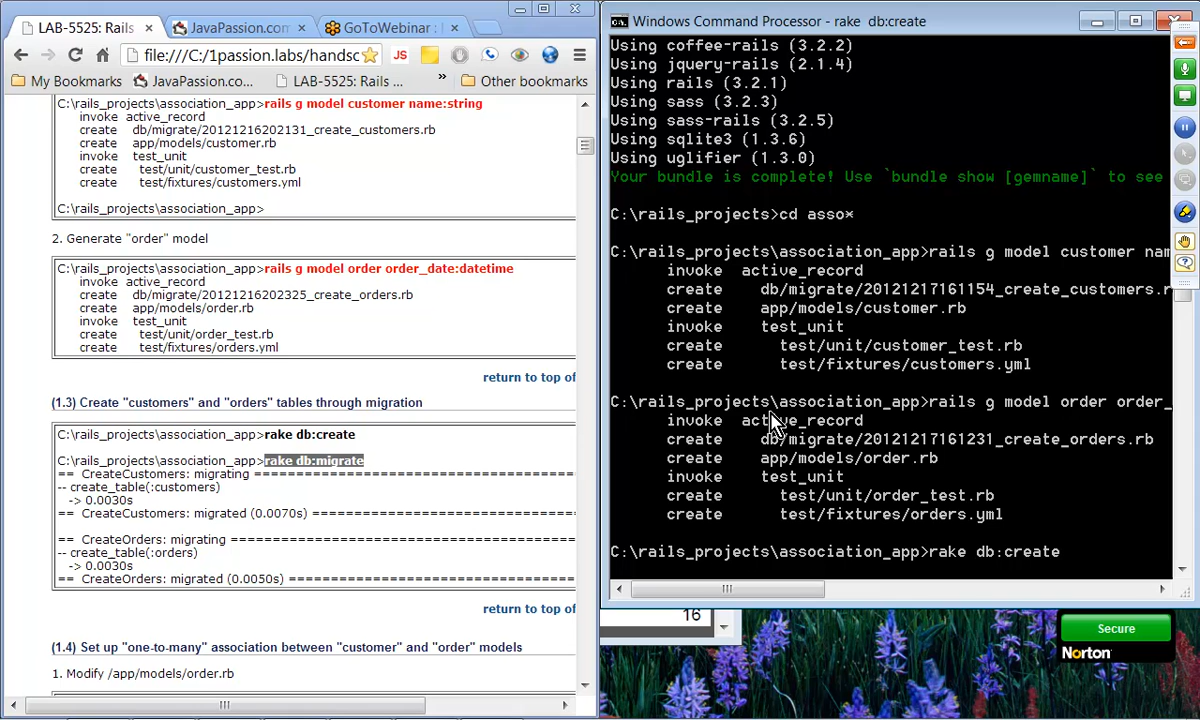 LAB-5525: Rails
JavaPassion.com
GoToWebinar :
file:///C:/1passion.labs/handsc
JS
My Bookmarks
JavaPassion.co...
LAB-5525: Rails ...
»
Other bookmarks
C:\rails_projects\association_app>rails g model customer name:string
invoke active_record
create db/migrate/20121216202131_create_customers.rb
create app/models/customer.rb
invoke test_unit
create test/unit/customer_test.rb
create test/fixtures/customers.yml
C:\rails_projects\association_app>
2. Generate "order" model
C:\rails_projects\association_app>rails g model order order_date:datetime
invoke active_record
create db/migrate/20121216202325_create_orders.rb
create app/models/order.rb
invoke test_unit
create test/unit/order_test.rb
create test/fixtures/orders.yml
return to top of
(1.3) Create "customers" and "orders" tables through migration
C:\rails_projects\association_app>rake db:create
C:\rails_projects\association_app>rake db:migrate
== CreateCustomers: migrating ==============================
-- create_table(:customers)
-> 0.0030s
== CreateCustomers: migrated (0.0070s) =========================
== CreateOrders: migrating ================================
-- create_table(:orders)
-> 0.0030s
== CreateOrders: migrated (0.0050s) ===========================
return to top of
(1.4) Set up "one-to-many" association between "customer" and "order" models
1. Modify /app/models/order.rb
Windows Command Processor - rake db:create
Using coffee-rails (3.2.2)
Using jquery-rails (2.1.4)
Using rails (3.2.1)
Using sass (3.2.3)
Using sass-rails (3.2.5)
Using sqlite3 (1.3.6)
Using uglifier (1.3.0)
Your bundle is complete! Use `bundle show [gemname]` to see
C:\rails_projects>cd asso*
C:\rails_projects\association_app>rails g model customer nam
invoke active_record
create db/migrate/20121217161154_create_customers.r
create app/models/customer.rb
invoke test_unit
create test/unit/customer_test.rb
create test/fixtures/customers.yml
C:\rails_projects\association_app>rails g model order order_
invoke active_record
create db/migrate/20121217161231_create_orders.rb
create app/models/order.rb
invoke test_unit
create test/unit/order_test.rb
create test/fixtures/orders.yml
C:\rails_projects\association_app>rake db:create
16
Secure
Norton